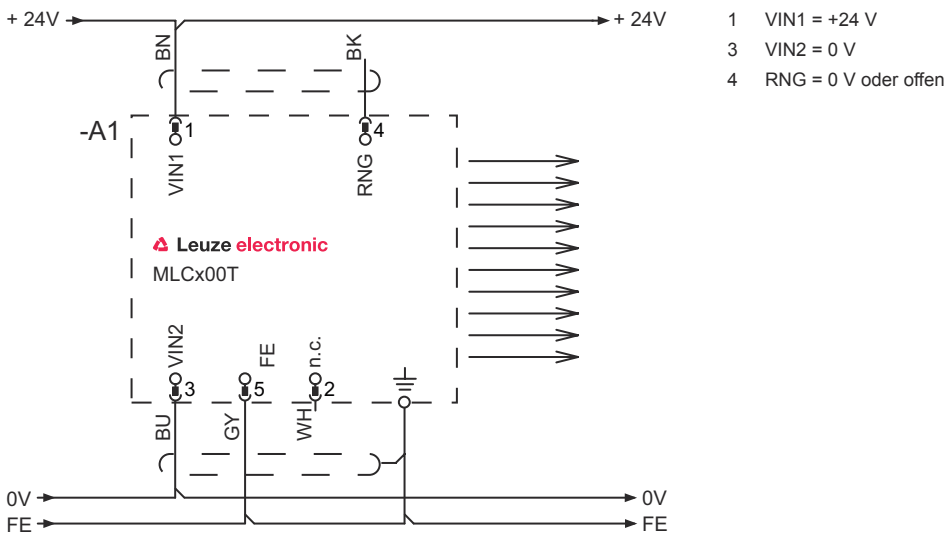 + 24V
+ 24V
1 VIN1 = +24 V
3 VIN2 = 0 V
4 RNG = 0 V oder offen
BN
BK
-A1
1
4
VIN1
RNG
Leuze electronic
MLCx00T
VIN2
FE
n.c.
3
5
2
BU
GY
WH
0V
0V
FE
FE